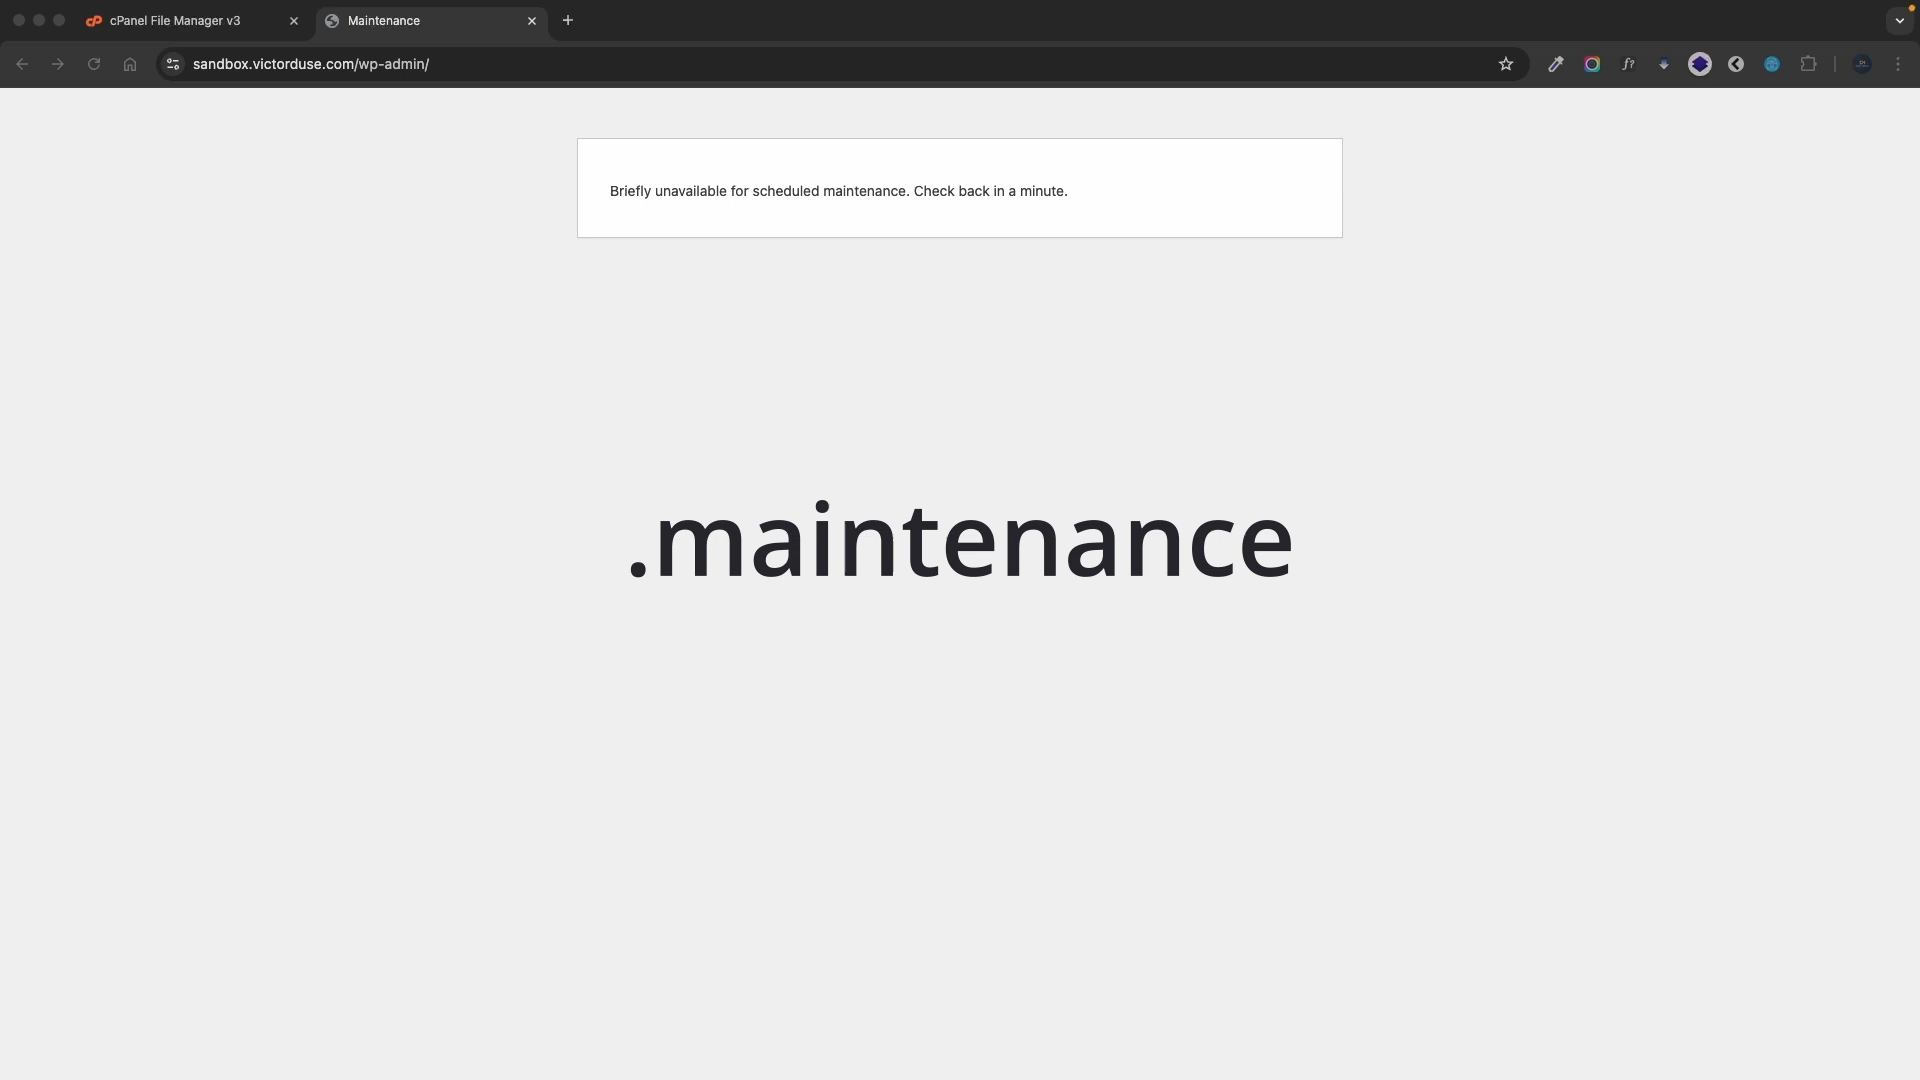 cPanel File Manager v3
Maintenance
sandbox.victorduse.com/wp-admin/
f?
Briefly unavailable for scheduled maintenance. Check back in a minute.
.maintenance